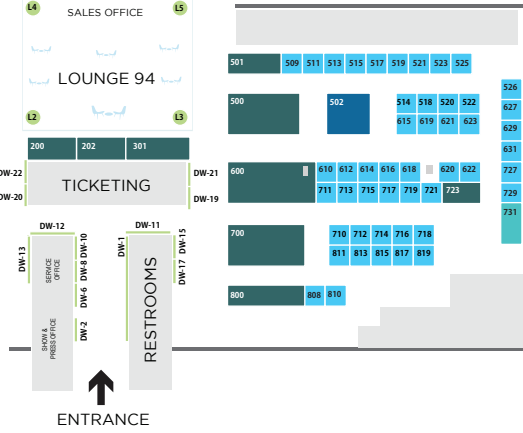 L4 SALES OFFICE L5
LOUNGE 94
L2 L3
200 202 301
DW-22 DW-21
TICKETING
DW-20 DW-19
DW-12 DW-11
DW-13 SERVICE OFFICE DW-10 DW-8 DW-6 DW-2 SHOW & PRESS OFFICE
DW-1 RESTROOMS DW-15 DW-17
ENTRANCE
501 509 511 513 515 517 519 521 523 525
500 502 514 518 520 522
615 619 621 623
600 610 612 614 616 618 620 622
711 713 715 717 719 721 723
700 710 712 714 716 718
811 813 815 817 819
800 808 810
526
627
629
631
727
729
731